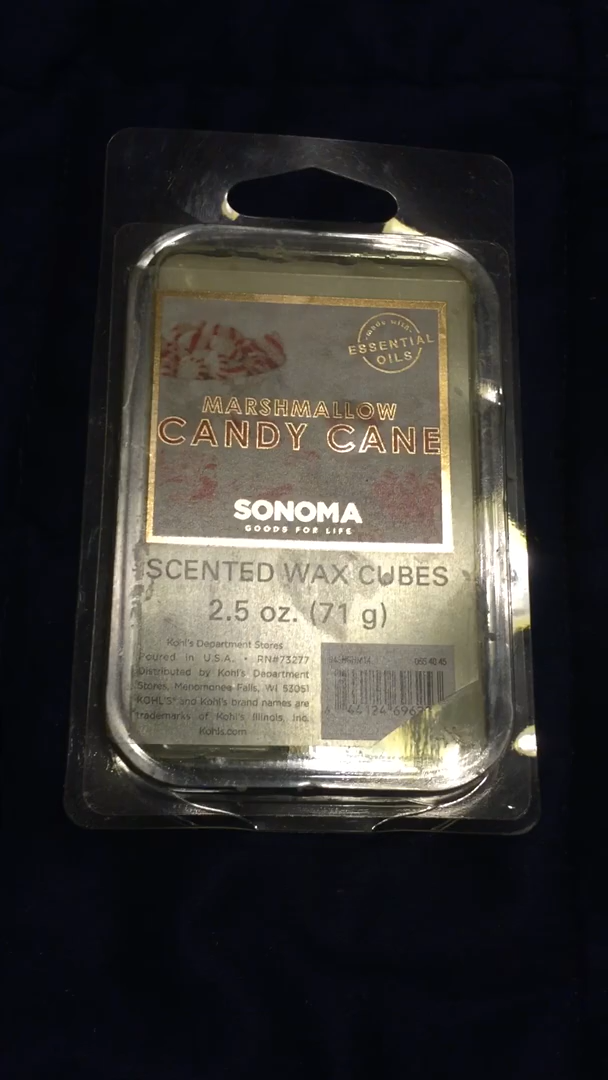 made with
ESSENTIAL
OILS
MARSHMALLOW
CANDY CANE
SONOMA
GOODS FOR LIFE
SCENTED WAX CUBES
2.5 oz. (71 g)
Kohl's Department Stores
Poured in U.S.A. • RN#73277
Distributed by Kohl's Department
Stores, Menomonee Falls, WI 53051
KOHL'S® and Kohl's brand names are
trademarks of Kohl's Illinois, Inc.
Kohls.com